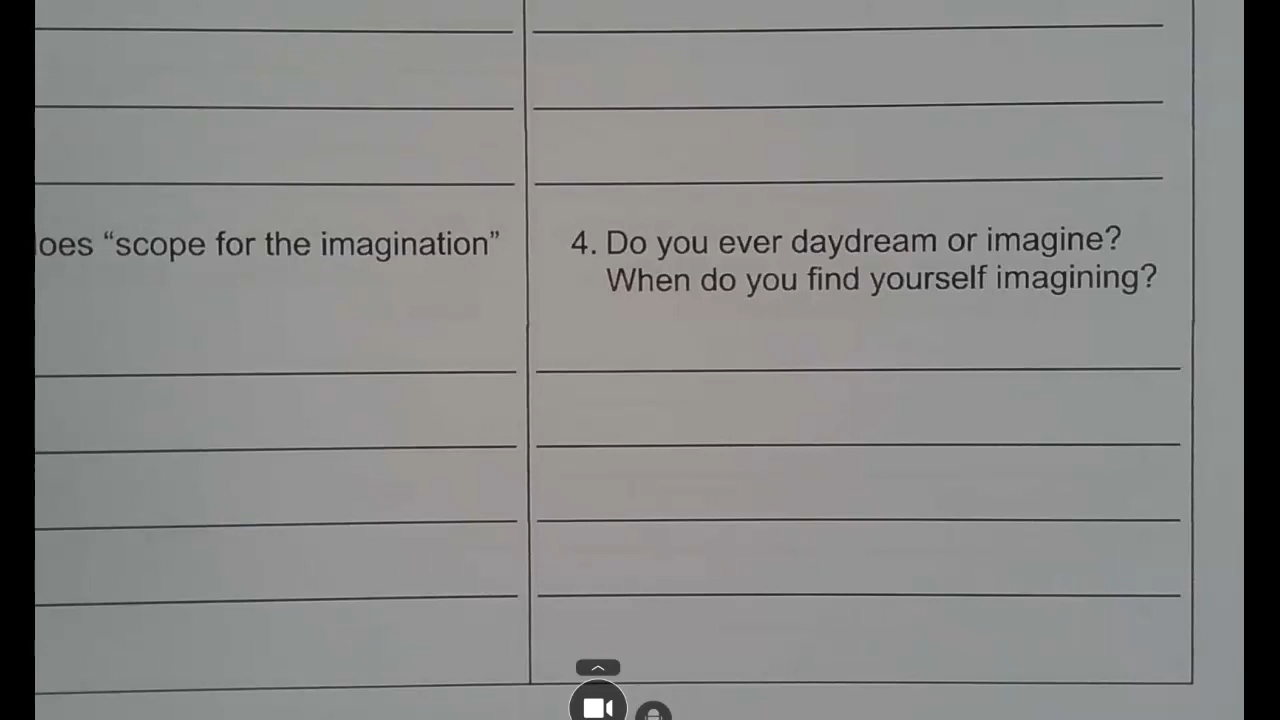 oes “scope for the imagination”
4. Do you ever daydream or imagine?
When do you find yourself imagining?